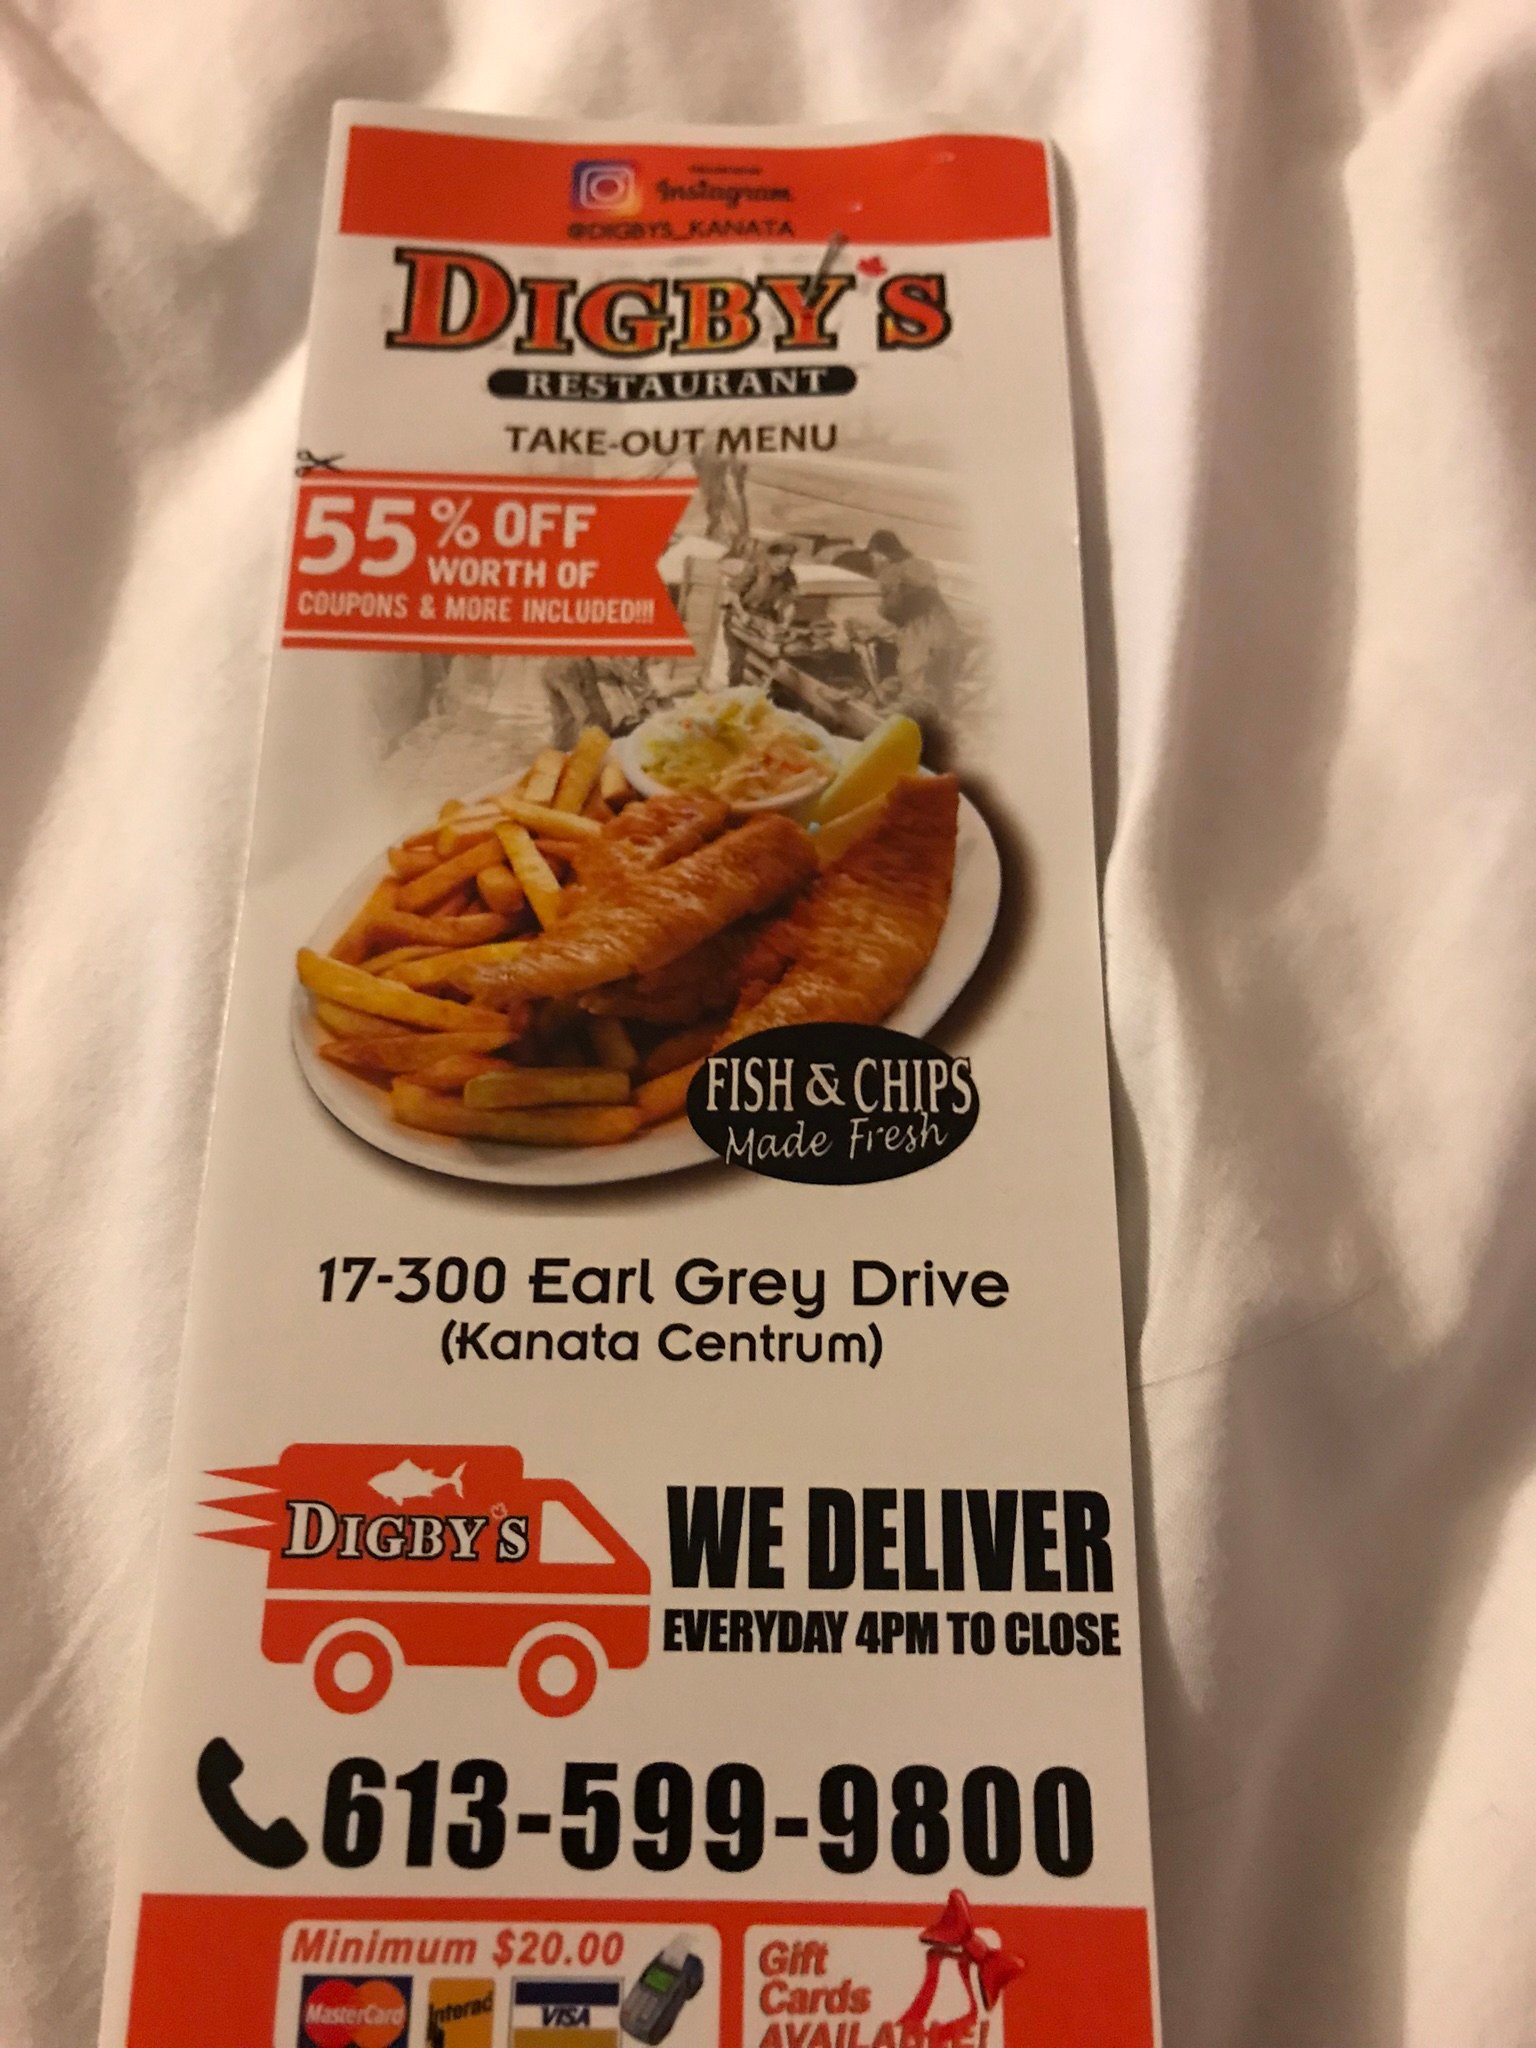 Instagram
@DIGBYS_KANATA
DIGBY'S
RESTAURANT
TAKE-OUT MENU
55% OFF
WORTH OF
COUPONS & MORE INCLUDED!!!
FISH & CHIPS
Made Fresh
17-300 Earl Grey Drive
(Kanata Centrum)
DIGBY'S
WE DELIVER
EVERYDAY 4PM TO CLOSE
613-599-9800
Minimum $20.00
MasterCard
Interac
VISA
Gift
Cards
AVAILABLE!